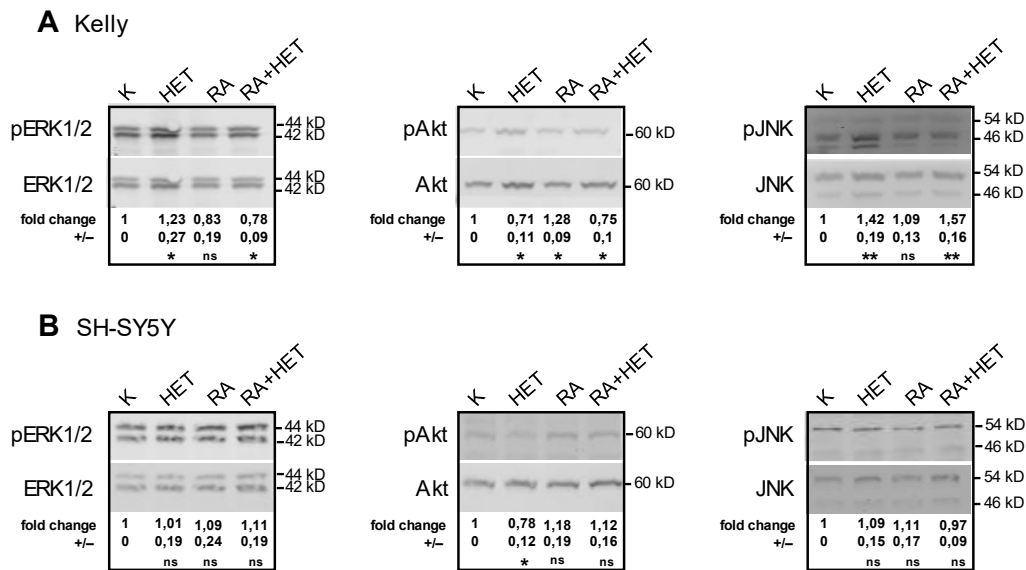 A Kelly
K HET RA RA+HET K HET RA RA+HET K HET RA RA+HET
pERK1/2 44 kD 42 kD pAkt 60 kD pJNK 54 kD 46 kD
ERK1/2 44 kD 42 kD Akt 60 kD JNK 54 kD 46 kD
fold change 1 1,23 0,83 0,78 fold change 1 0,71 1,28 0,75 fold change 1 1,42 1,09 1,57
+/– 0 0,27 0,19 0,09 +/– 0 0,11 0,09 0,1 +/– 0 0,19 0,13 0,16
* ns * * * * ** ns **
B SH-SY5Y
K HET RA RA+HET K HET RA RA+HET K HET RA RA+HET
pERK1/2 44 kD 42 kD pAkt 60 kD pJNK 54 kD 46 kD
ERK1/2 44 kD 42 kD Akt 60 kD JNK 54 kD 46 kD
fold change 1 1,01 1,09 1,11 fold change 1 0,78 1,18 1,12 fold change 1 1,09 1,11 0,97
+/– 0 0,19 0,24 0,19 +/– 0 0,12 0,19 0,16 +/– 0 0,15 0,17 0,09
ns ns ns * ns ns ns ns ns